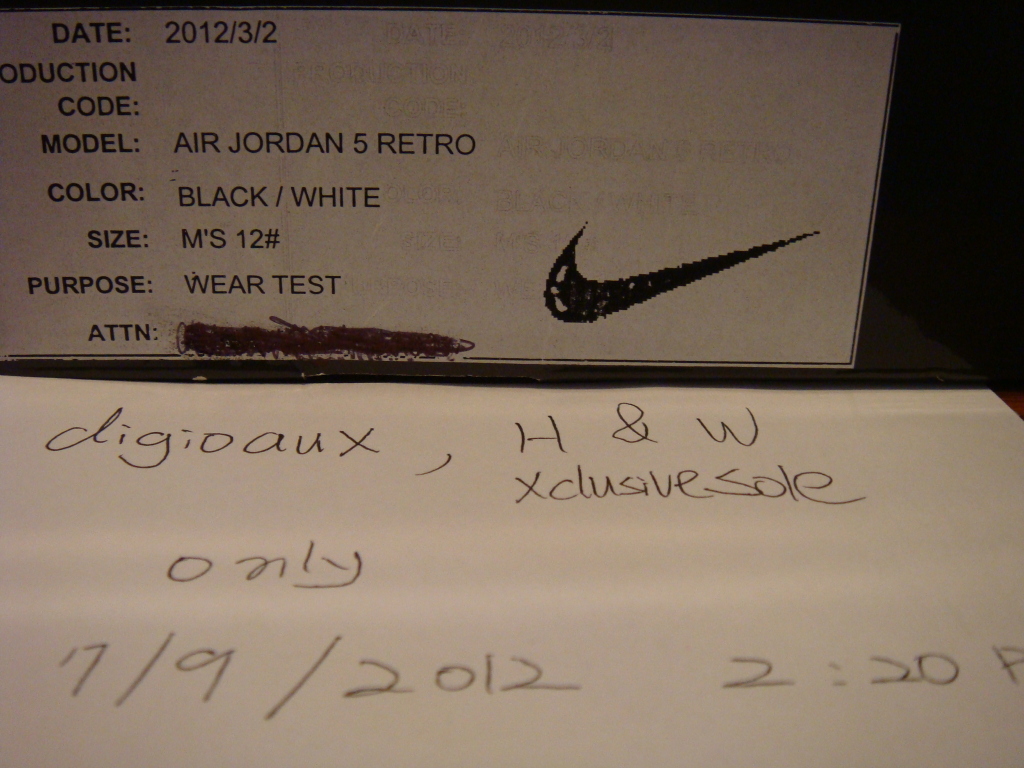 DATE: 2012/3/2
ODUCTION
CODE:
MODEL: AIR JORDAN 5 RETRO
COLOR: BLACK / WHITE
SIZE: M'S 12#
PURPOSE: WEAR TEST
ATTN:
digioaux, H & W
xclusivesole
only
7/9/2012 2:20 P